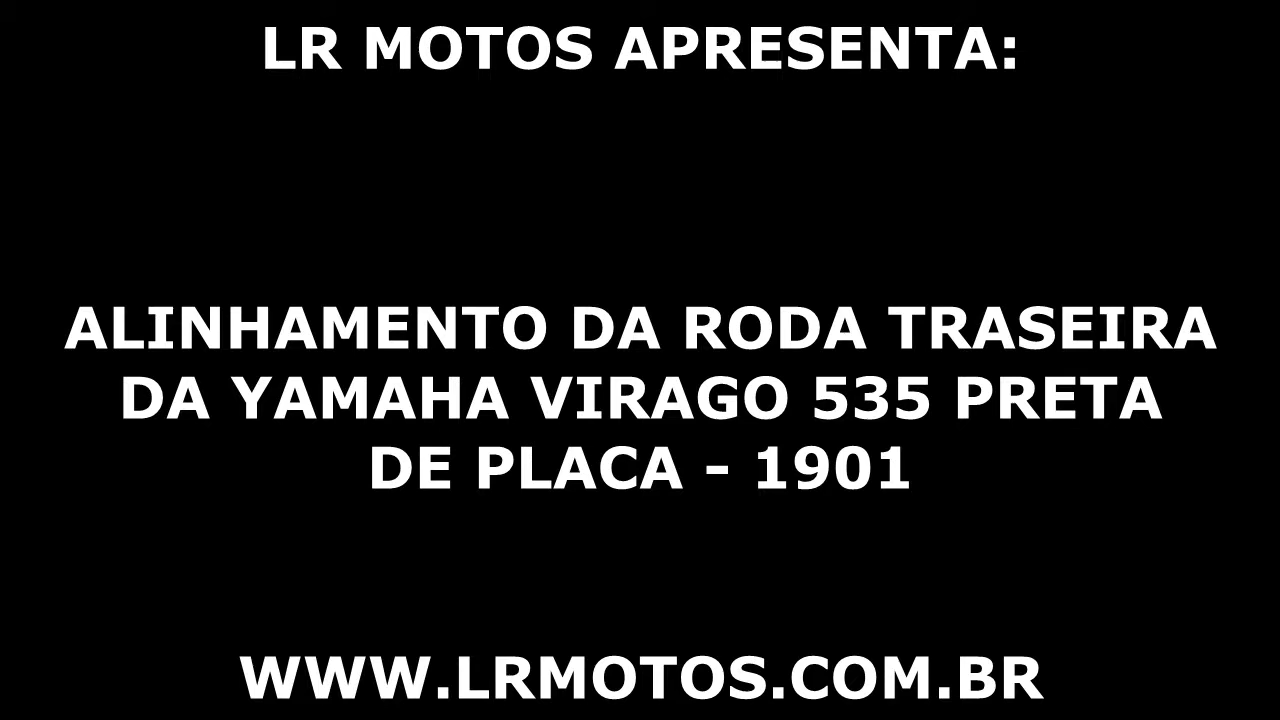 LR MOTOS APRESENTA:
ALINHAMENTO DA RODA TRASEIRA
DA YAMAHA VIRAGO 535 PRETA
DE PLACA - 1901
WWW.LRMOTOS.COM.BR